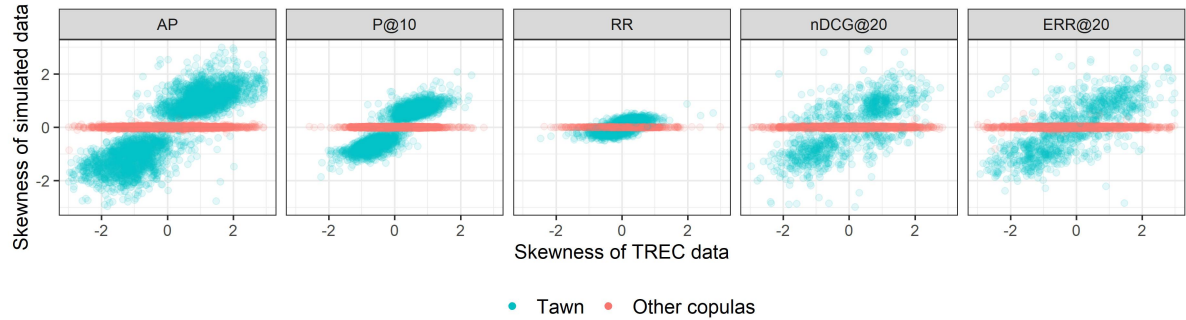 AP P@10 RR nDCG@20 ERR@20
Skewness of simulated data
2
0
-2
-2 0 2 -2 0 2 -2 0 2 -2 0 2 -2 0 2
Skewness of TREC data
Tawn Other copulas